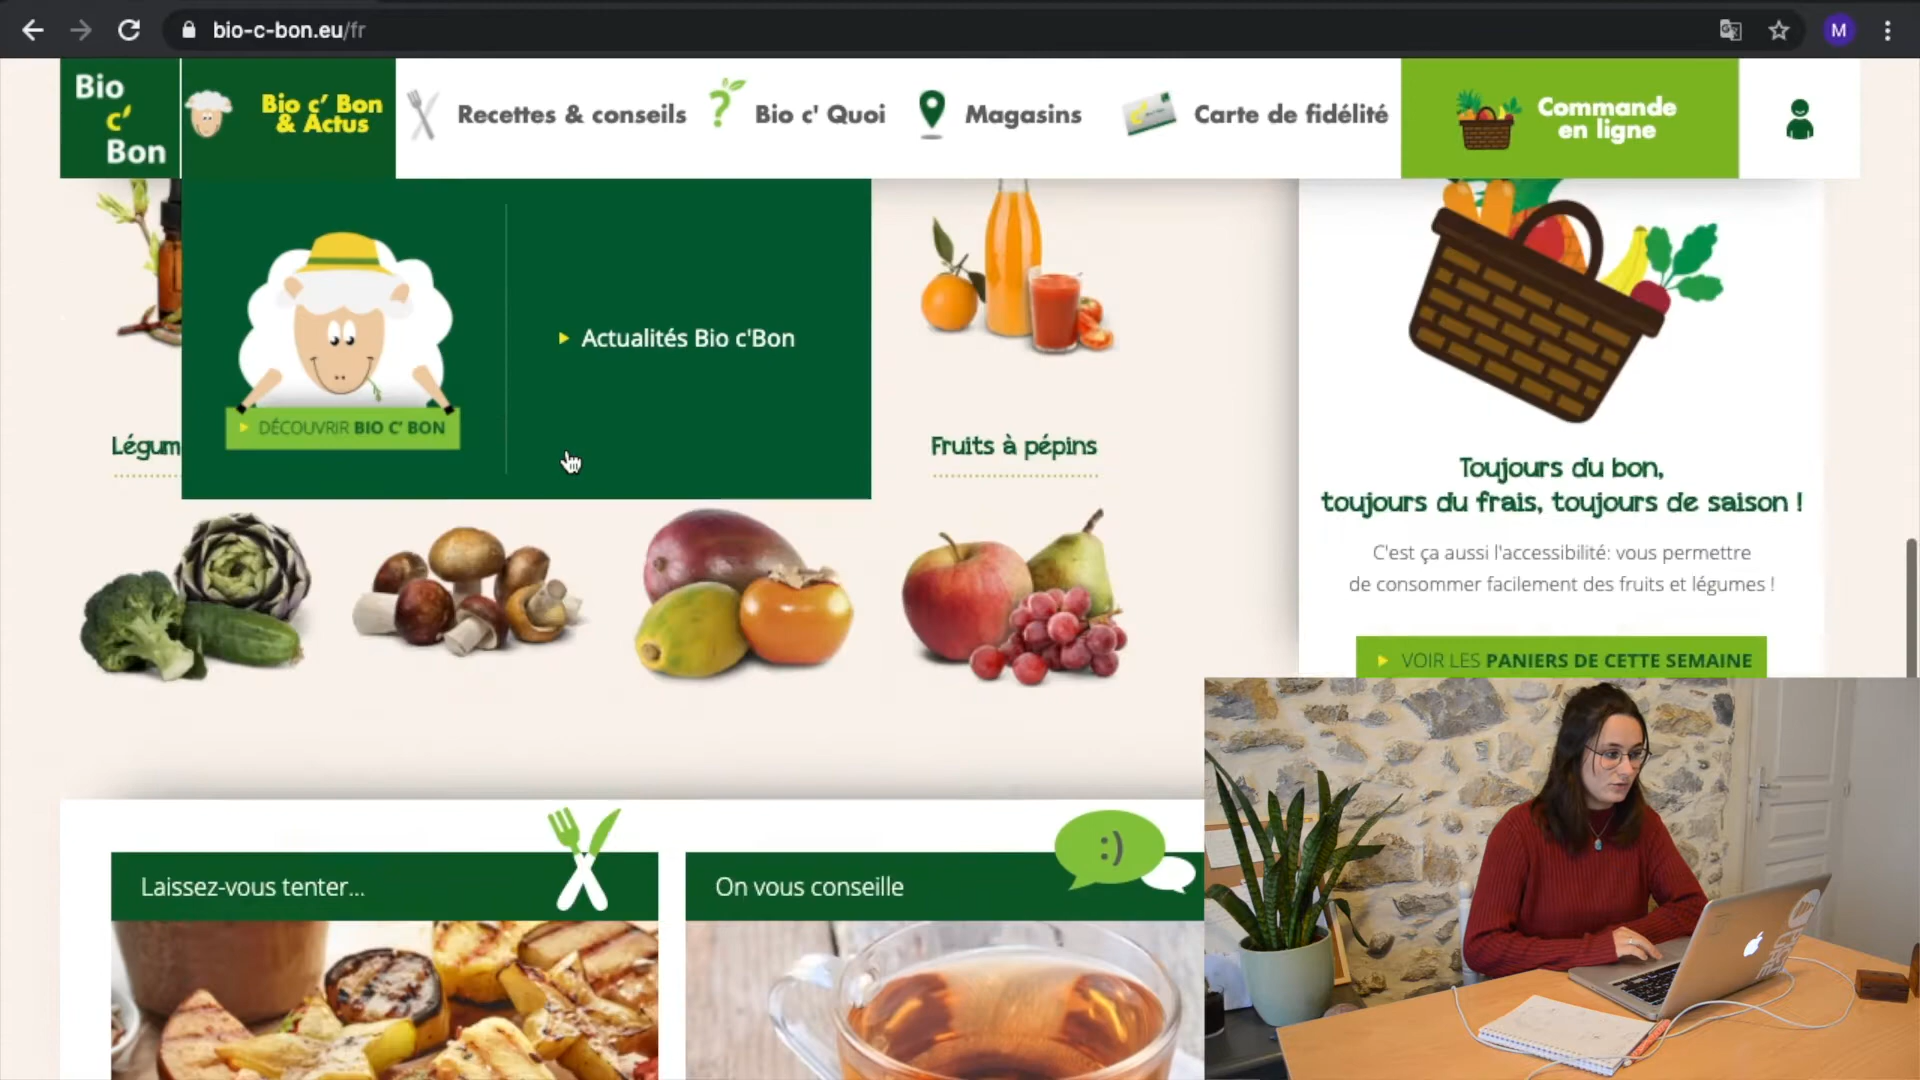 bio-c-bon.eu/fr
M
Bio
c'
Bon
Bio c' Bon
& Actus
Recettes & conseils
Bio c' Quoi
Magasins
Carte de fidélité
Commande
en ligne
Actualités Bio c'Bon
DÉCOUVRIR BIO C' BON
Légum
Fruits à pépins
Toujours du bon,
toujours du frais, toujours de saison !
C'est ça aussi l'accessibilité: vous permettre
de consommer facilement des fruits et légumes !
VOIR LES PANIERS DE CETTE SEMAINE
Laissez-vous tenter...
On vous conseille
:)